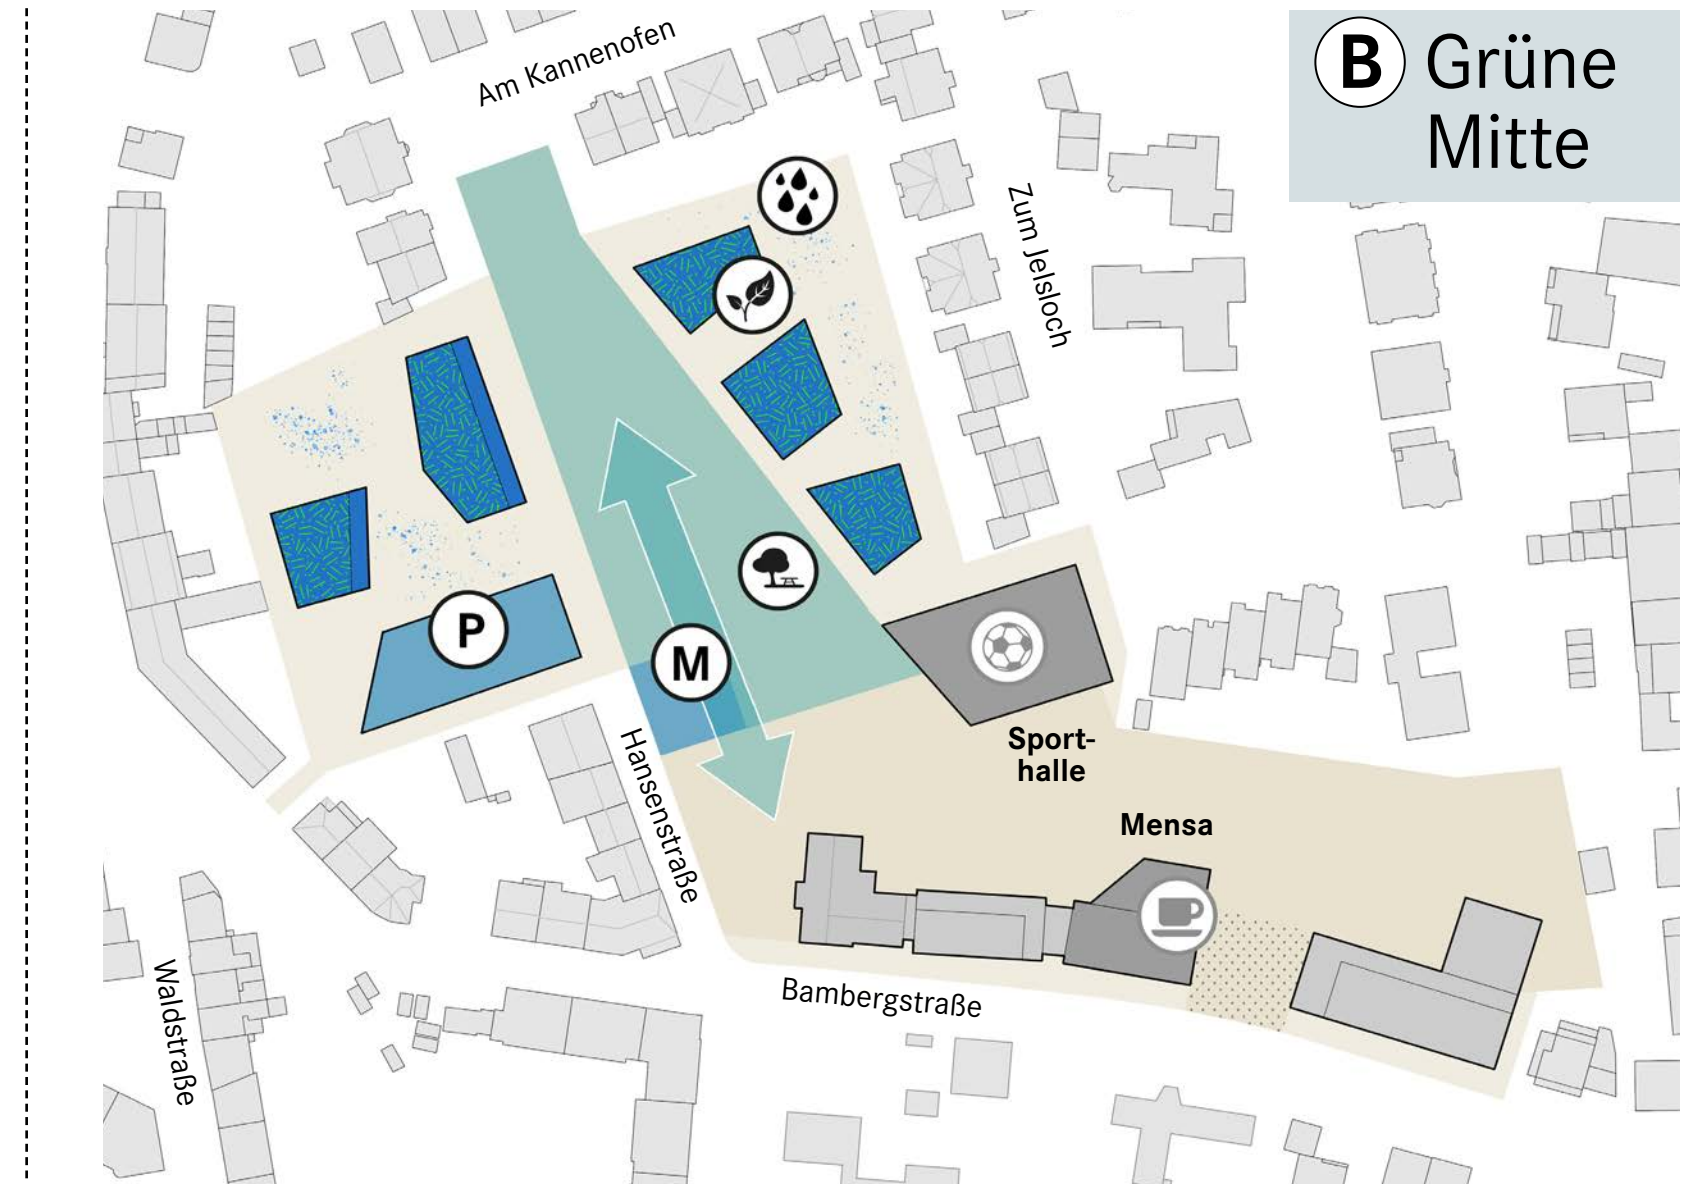 B Grüne
Mitte
Am Kannenofen
Zum Jelsloch
P
M
Hansenstraße
Sport-
halle
Mensa
Bambergstraße
Waldstraße